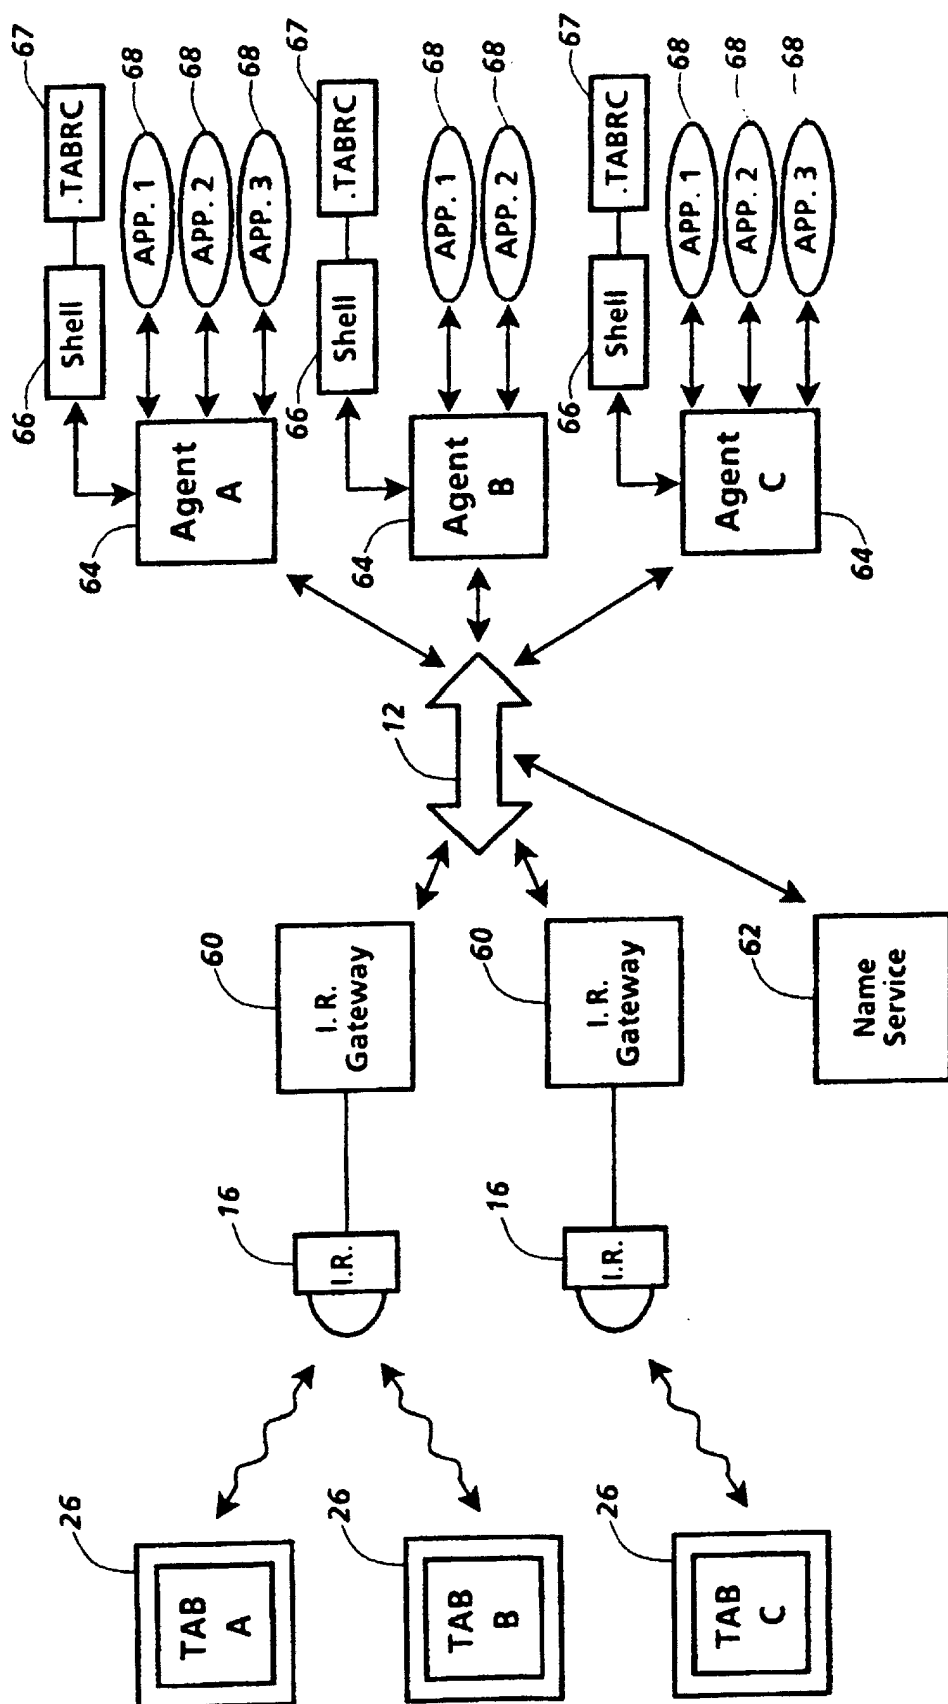 26
TAB
A
26
TAB
B
26
TAB
C
16
I.R.
16
I.R.
60
I. R.
Gateway
60
I. R.
Gateway
62
Name
Service
12
64
Agent
A
66
Shell
67
.TABRC
APP. 1
68
APP. 2
68
APP. 3
68
64
Agent
B
66
Shell
67
.TABRC
APP. 1
68
APP. 2
68
64
Agent
C
66
Shell
67
.TABRC
APP. 1
68
APP. 2
68
APP. 3
68